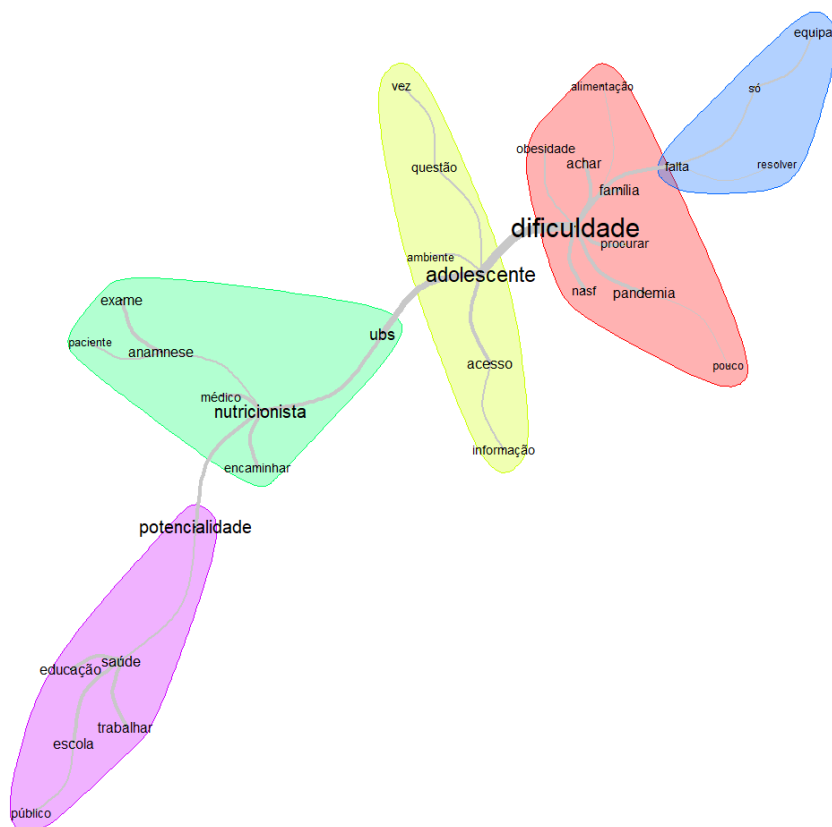 equipa
vez
alimentação
só
obesidade
achar
questão
falta
resolver
família
dificuldade
procurar
ambiente
adolescente
nasf
pandemia
exame
ubs
paciente
anamnese
acesso
pouco
médico
nutricionista
informação
encaminhar
potencialidade
educação
saúde
trabalhar
escola
público